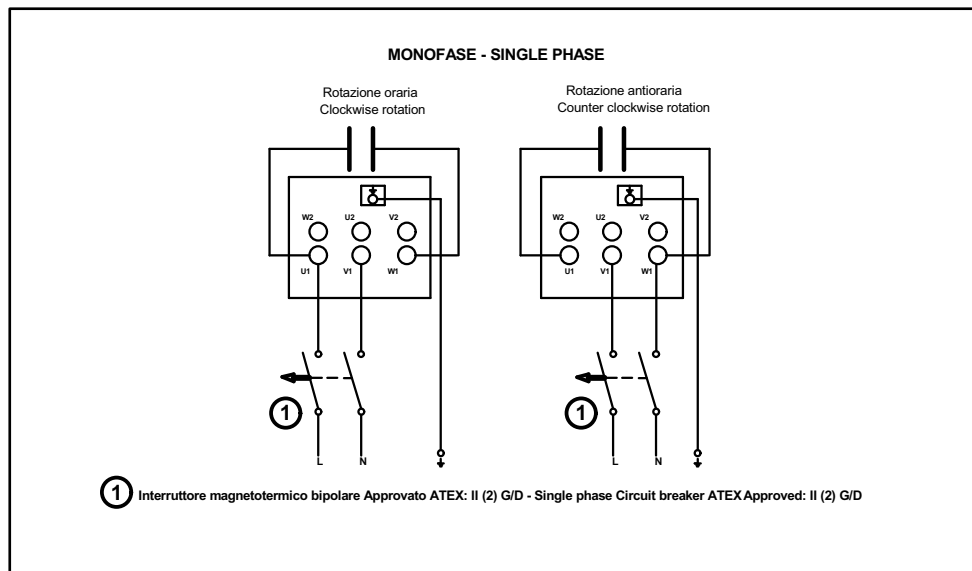 MONOFASE - SINGLE PHASE
Rotazione oraria
Clockwise rotation
Rotazione antioraria
Counter clockwise rotation
W2 U2 V2
U1 V1 W1
W2 U2 V2
U1 V1 W1
1
1
L N
L N
1 Interruttore magnetotermico bipolare Approvato ATEX: II (2) G/D - Single phase Circuit breaker ATEX Approved: II (2) G/D